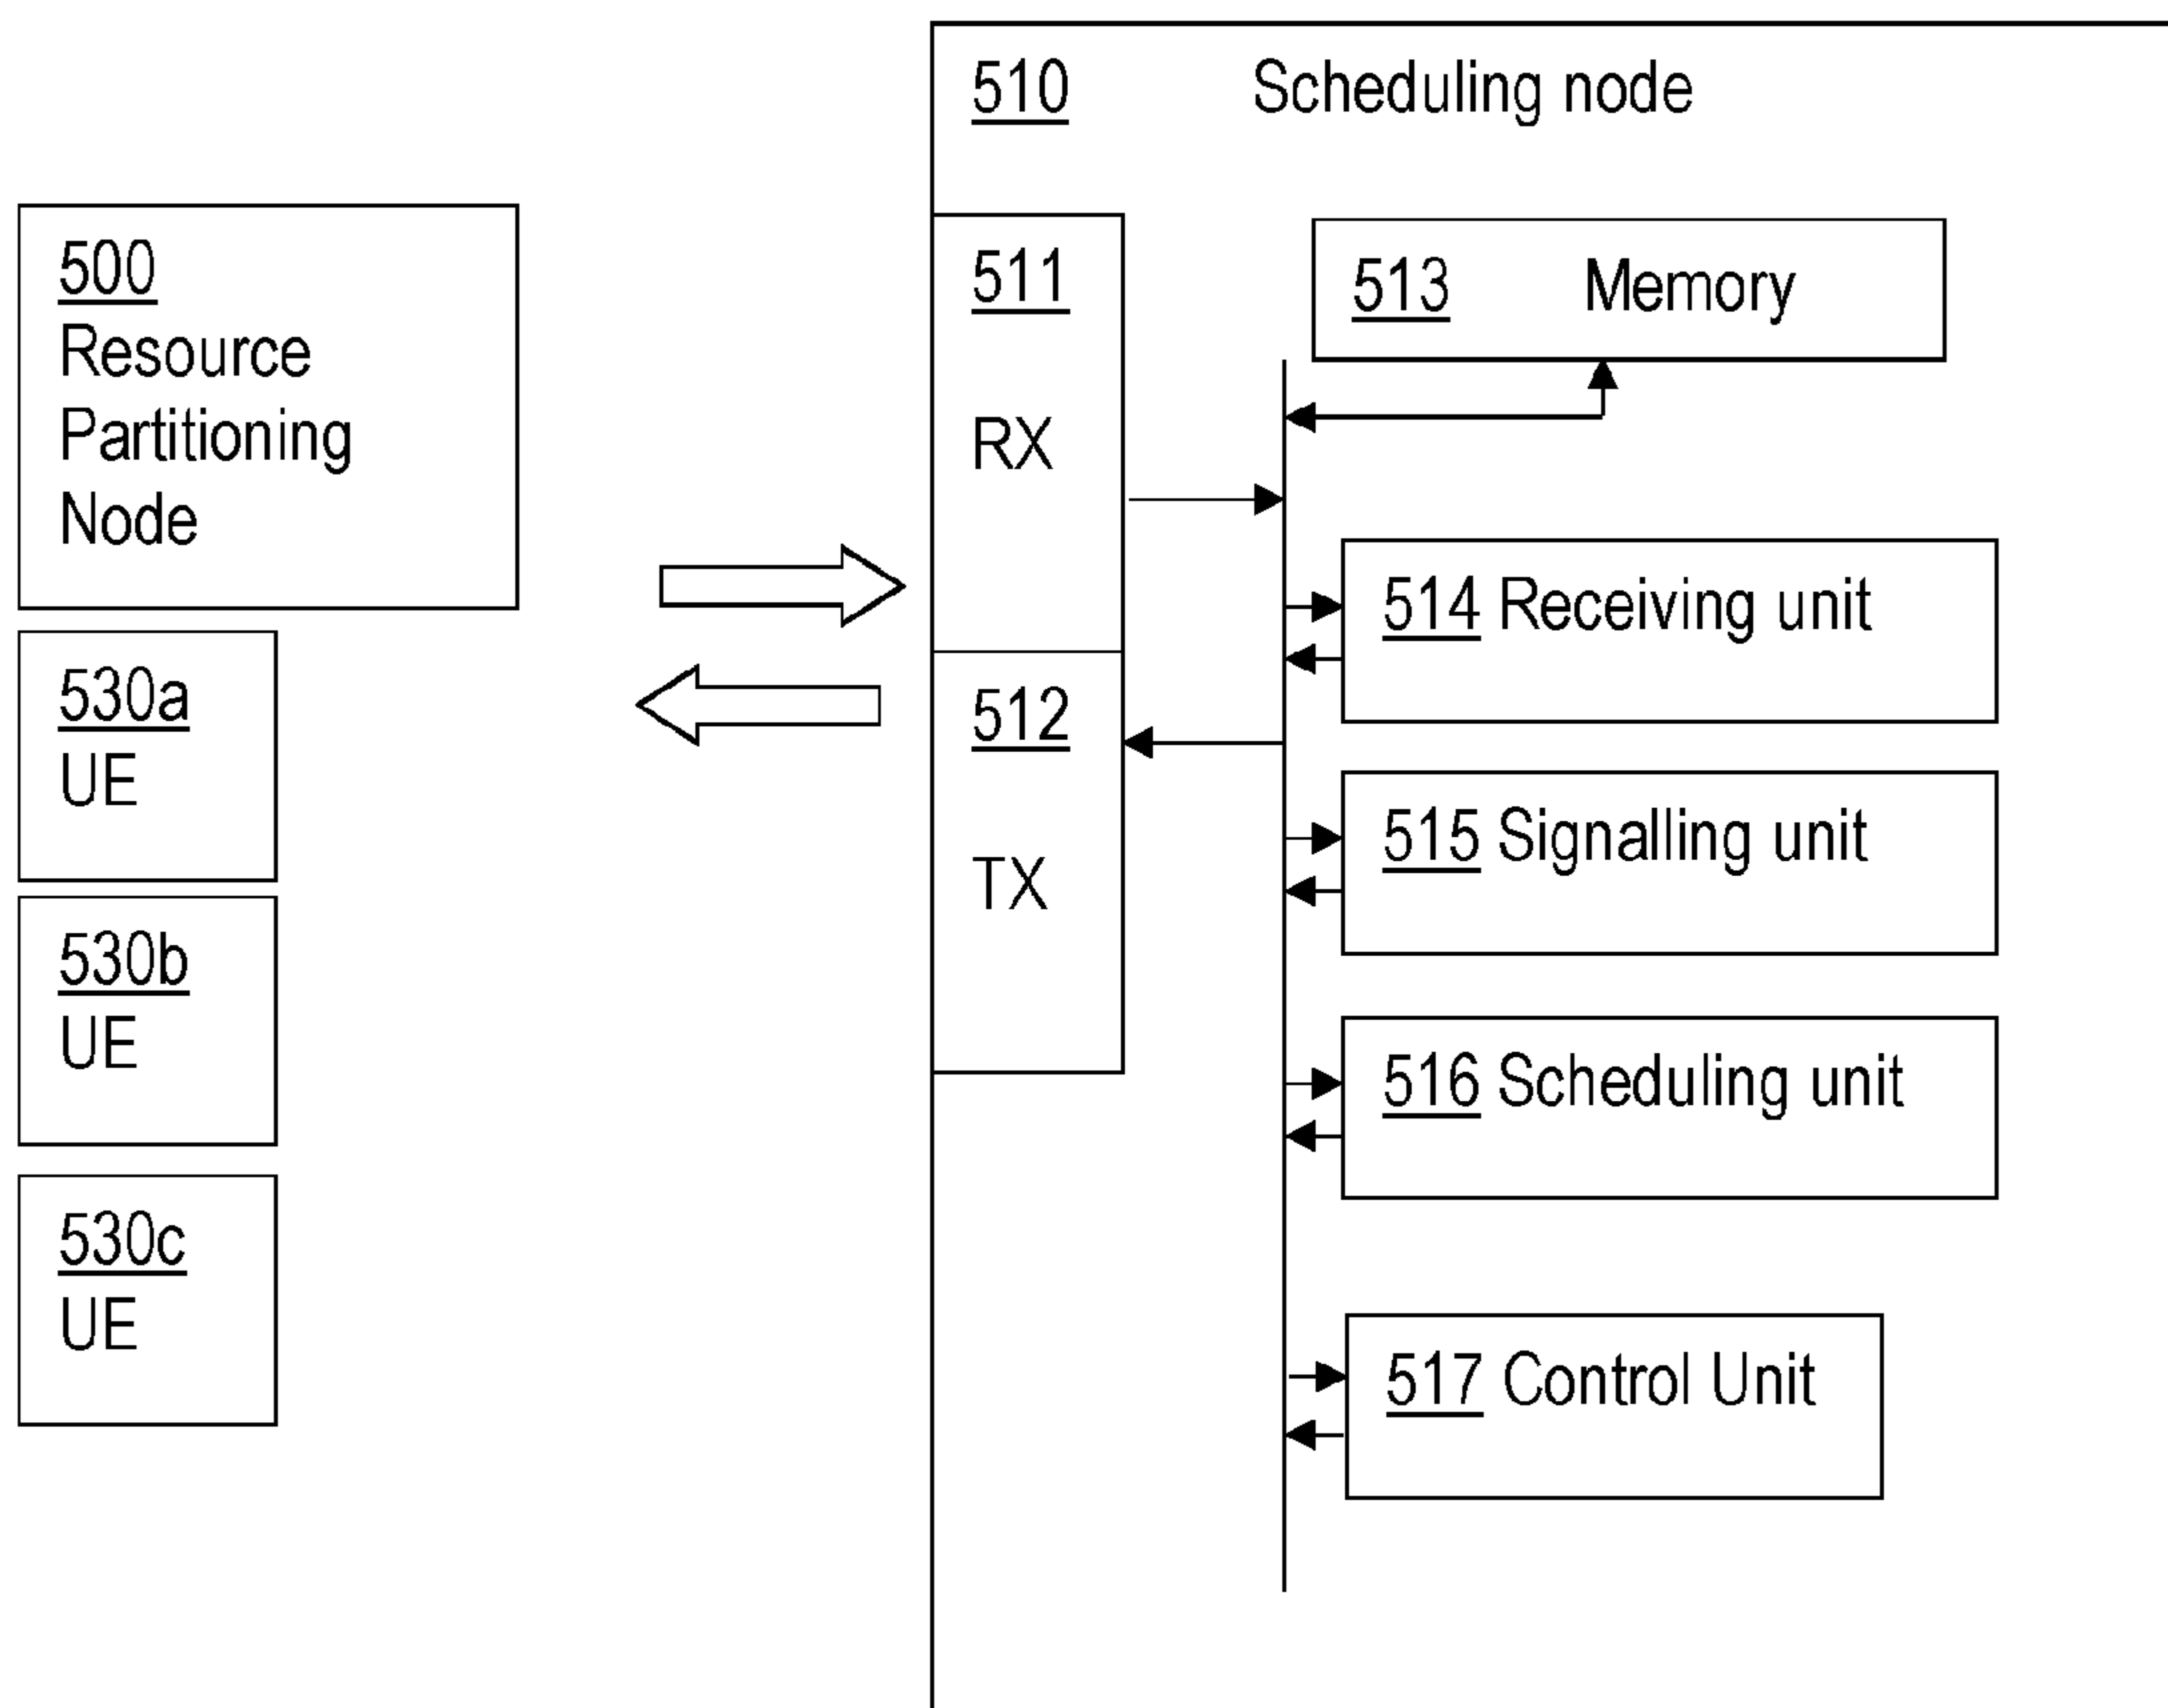 510 Scheduling node
500
Resource
Partitioning
Node
511
RX
513 Memory
514 Receiving unit
530a
UE
512
TX
515 Signalling unit
530b
UE
516 Scheduling unit
530c
UE
517 Control Unit